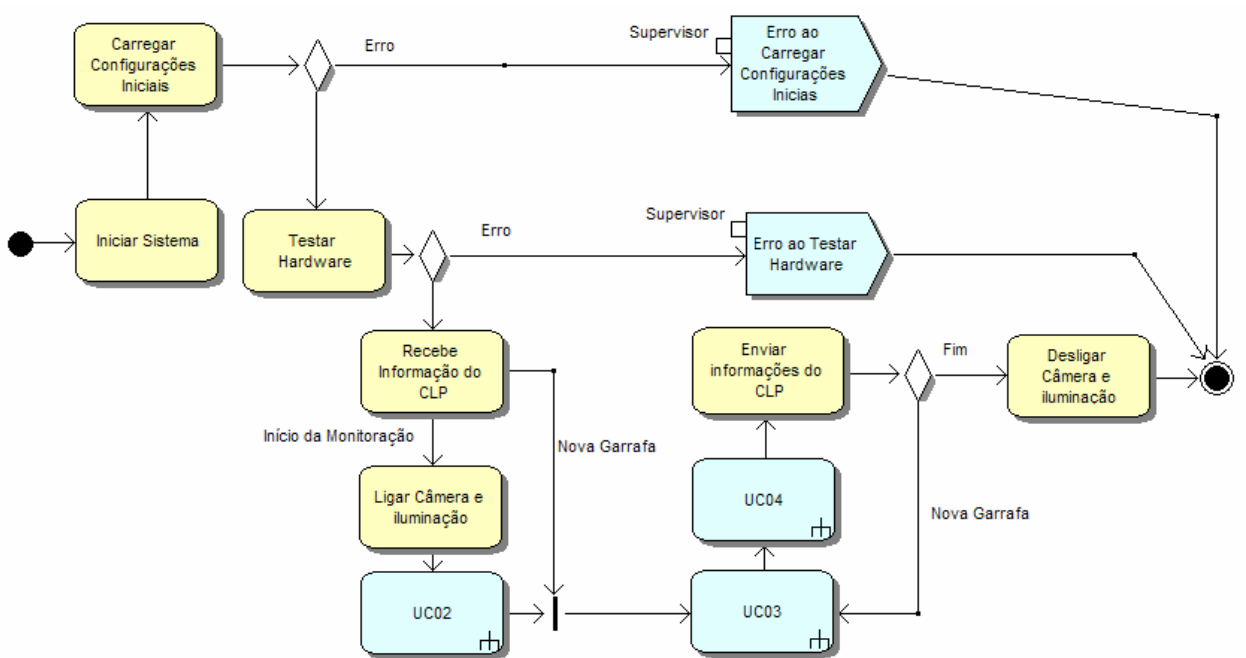 Carregar
Configurações
Iniciais
Erro
Supervisor
Erro ao
Carregar
Configurações
Inicias
Iniciar Sistema
Testar
Hardware
Erro
Supervisor
Erro ao Testar
Hardware
Recebe
Informação do
CLP
Enviar
informações do
CLP
Fim
Desligar
Câmera e
iluminação
Início da Monitoração
Nova Garrafa
Ligar Câmera e
iluminação
UC04
Nova Garrafa
UC02
UC03